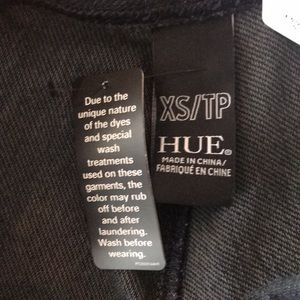 Due to the
unique nature
of the dyes
and special
wash
treatments
used on these
garments, the
color may rub
off before
and after
laundering.
Wash before
wearing.
XS/TP
HUE®
MADE IN CHINA/
FABRIQUÉ EN CHINE